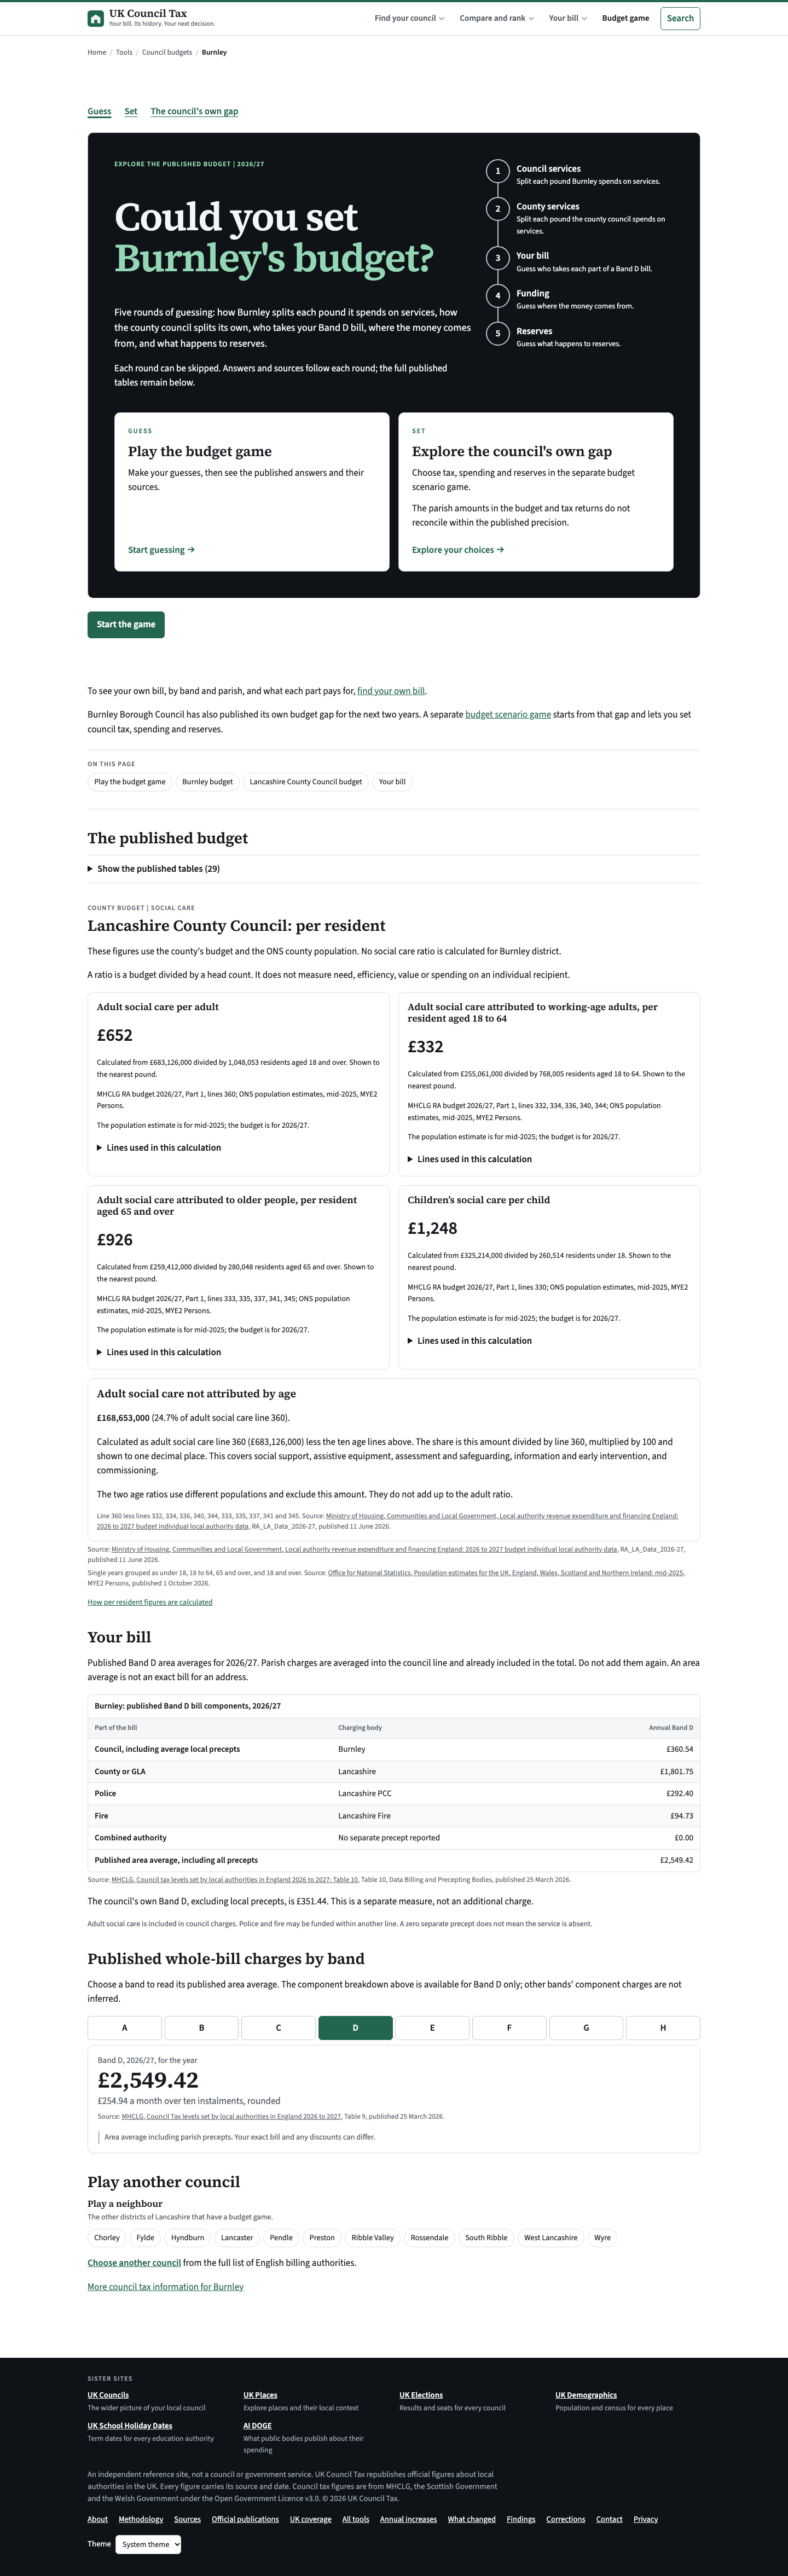 UK Council Tax
Your bill. Its history. Your next decision.
Find your council
Compare and rank
Your bill
Budget game
Search
Home / Tools / Council budgets / Burnley
Guess
Set
The council's own gap
EXPLORE THE PUBLISHED BUDGET | 2026/27
Could you set
Burnley's budget?
Five rounds of guessing: how Burnley splits each pound it spends on services, how
the county council splits its own, who takes your Band D bill, where the money comes
from, and what happens to reserves.
Each round can be skipped. Answers and sources follow each round; the full published
tables remain below.
1
Council services
Split each pound Burnley spends on services.
2
County services
Split each pound the county council spends on
services.
3
Your bill
Guess who takes each part of a Band D bill.
4
Funding
Guess where the money comes from.
5
Reserves
Guess what happens to reserves.
GUESS
Play the budget game
Make your guesses, then see the published answers and their
sources.
Start guessing →
SET
Explore the council's own gap
Choose tax, spending and reserves in the separate budget
scenario game.
The parish amounts in the budget and tax returns do not
reconcile within the published precision.
Explore your choices →
Start the game
To see your own bill, by band and parish, and what each part pays for, find your own bill.
Burnley Borough Council has also published its own budget gap for the next two years. A separate budget scenario game starts from that gap and lets you set
council tax, spending and reserves.
ON THIS PAGE
Play the budget game
Burnley budget
Lancashire County Council budget
Your bill
The published budget
Show the published tables (29)
COUNTY BUDGET | SOCIAL CARE
Lancashire County Council: per resident
These figures use the county's budget and the ONS county population. No social care ratio is calculated for Burnley district.
A ratio is a budget divided by a head count. It does not measure need, efficiency, value or spending on an individual recipient.
Adult social care per adult
£652
Calculated from £683,126,000 divided by 1,048,053 residents aged 18 and over. Shown to
the nearest pound.
MHCLG RA budget 2026/27, Part 1, lines 360; ONS population estimates, mid-2025, MYE2
Persons.
The population estimate is for mid-2025; the budget is for 2026/27.
Lines used in this calculation
Adult social care attributed to working-age adults, per
resident aged 18 to 64
£332
Calculated from £255,061,000 divided by 768,005 residents aged 18 to 64. Shown to the
nearest pound.
MHCLG RA budget 2026/27, Part 1, lines 332, 334, 336, 340, 344; ONS population
estimates, mid-2025, MYE2 Persons.
The population estimate is for mid-2025; the budget is for 2026/27.
Lines used in this calculation
Adult social care attributed to older people, per resident
aged 65 and over
£926
Calculated from £259,412,000 divided by 280,048 residents aged 65 and over. Shown to
the nearest pound.
MHCLG RA budget 2026/27, Part 1, lines 333, 335, 337, 341, 345; ONS population
estimates, mid-2025, MYE2 Persons.
The population estimate is for mid-2025; the budget is for 2026/27.
Lines used in this calculation
Children's social care per child
£1,248
Calculated from £325,214,000 divided by 260,514 residents under 18. Shown to the
nearest pound.
MHCLG RA budget 2026/27, Part 1, lines 330; ONS population estimates, mid-2025, MYE2
Persons.
The population estimate is for mid-2025; the budget is for 2026/27.
Lines used in this calculation
Adult social care not attributed by age
£168,653,000 (24.7% of adult social care line 360).
Calculated as adult social care line 360 (£683,126,000) less the ten age lines above. The share is this amount divided by line 360, multiplied by 100 and
shown to one decimal place. This covers social support, assistive equipment, assessment and safeguarding, information and early intervention, and
commissioning.
The two age ratios use different populations and exclude this amount. They do not add up to the adult ratio.
Line 360 less lines 332, 334, 336, 340, 344, 333, 335, 337, 341 and 345. Source: Ministry of Housing, Communities and Local Government, Local authority revenue expenditure and financing England:
2026 to 2027 budget individual local authority data, RA_LA_Data_2026-27, published 11 June 2026.
Source: Ministry of Housing, Communities and Local Government, Local authority revenue expenditure and financing England: 2026 to 2027 budget individual local authority data, RA_LA_Data_2026-27,
published 11 June 2026.
Single years grouped as under 18, 18 to 64, 65 and over, and 18 and over. Source: Office for National Statistics, Population estimates for the UK, England, Wales, Scotland and Northern Ireland: mid-2025,
MYE2 Persons, published 1 October 2026.
How per resident figures are calculated
Your bill
Published Band D area averages for 2026/27. Parish charges are averaged into the council line and already included in the total. Do not add them again. An area
average is not an exact bill for an address.
Burnley: published Band D bill components, 2026/27
Part of the bill Charging body Annual Band D
Council, including average local precepts Burnley £360.54
County or GLA Lancashire £1,801.75
Police Lancashire PCC £292.40
Fire Lancashire Fire £94.73
Combined authority No separate precept reported £0.00
Published area average, including all precepts £2,549.42
Source: MHCLG, Council tax levels set by local authorities in England 2026 to 2027: Table 10, Table 10, Data Billing and Precepting Bodies, published 25 March 2026.
The council's own Band D, excluding local precepts, is £351.44. This is a separate measure, not an additional charge.
Adult social care is included in council charges. Police and fire may be funded within another line. A zero separate precept does not mean the service is absent.
Published whole-bill charges by band
Choose a band to read its published area average. The component breakdown above is available for Band D only; other bands' component charges are not
inferred.
A B C D E F G H
Band D, 2026/27, for the year
£2,549.42
£254.94 a month over ten instalments, rounded
Source: MHCLG, Council Tax levels set by local authorities in England 2026 to 2027, Table 9, published 25 March 2026.
Area average including parish precepts. Your exact bill and any discounts can differ.
Play another council
Play a neighbour
The other districts of Lancashire that have a budget game.
Chorley
Fylde
Hyndburn
Lancaster
Pendle
Preston
Ribble Valley
Rossendale
South Ribble
West Lancashire
Wyre
Choose another council from the full list of English billing authorities.
More council tax information for Burnley
SISTER SITES
UK Councils
The wider picture of your local council
UK Places
Explore places and their local context
UK Elections
Results and seats for every council
UK Demographics
Population and census for every place
UK School Holiday Dates
Term dates for every education authority
AI DOGE
What public bodies publish about their
spending
An independent reference site, not a council or government service. UK Council Tax republishes official figures about local
authorities in the UK. Every figure carries its source and date. Council tax figures are from MHCLG, the Scottish Government
and the Welsh Government under the Open Government Licence v3.0. © 2026 UK Council Tax.
About
Methodology
Sources
Official publications
UK coverage
All tools
Annual increases
What changed
Findings
Corrections
Contact
Privacy
Theme
System theme